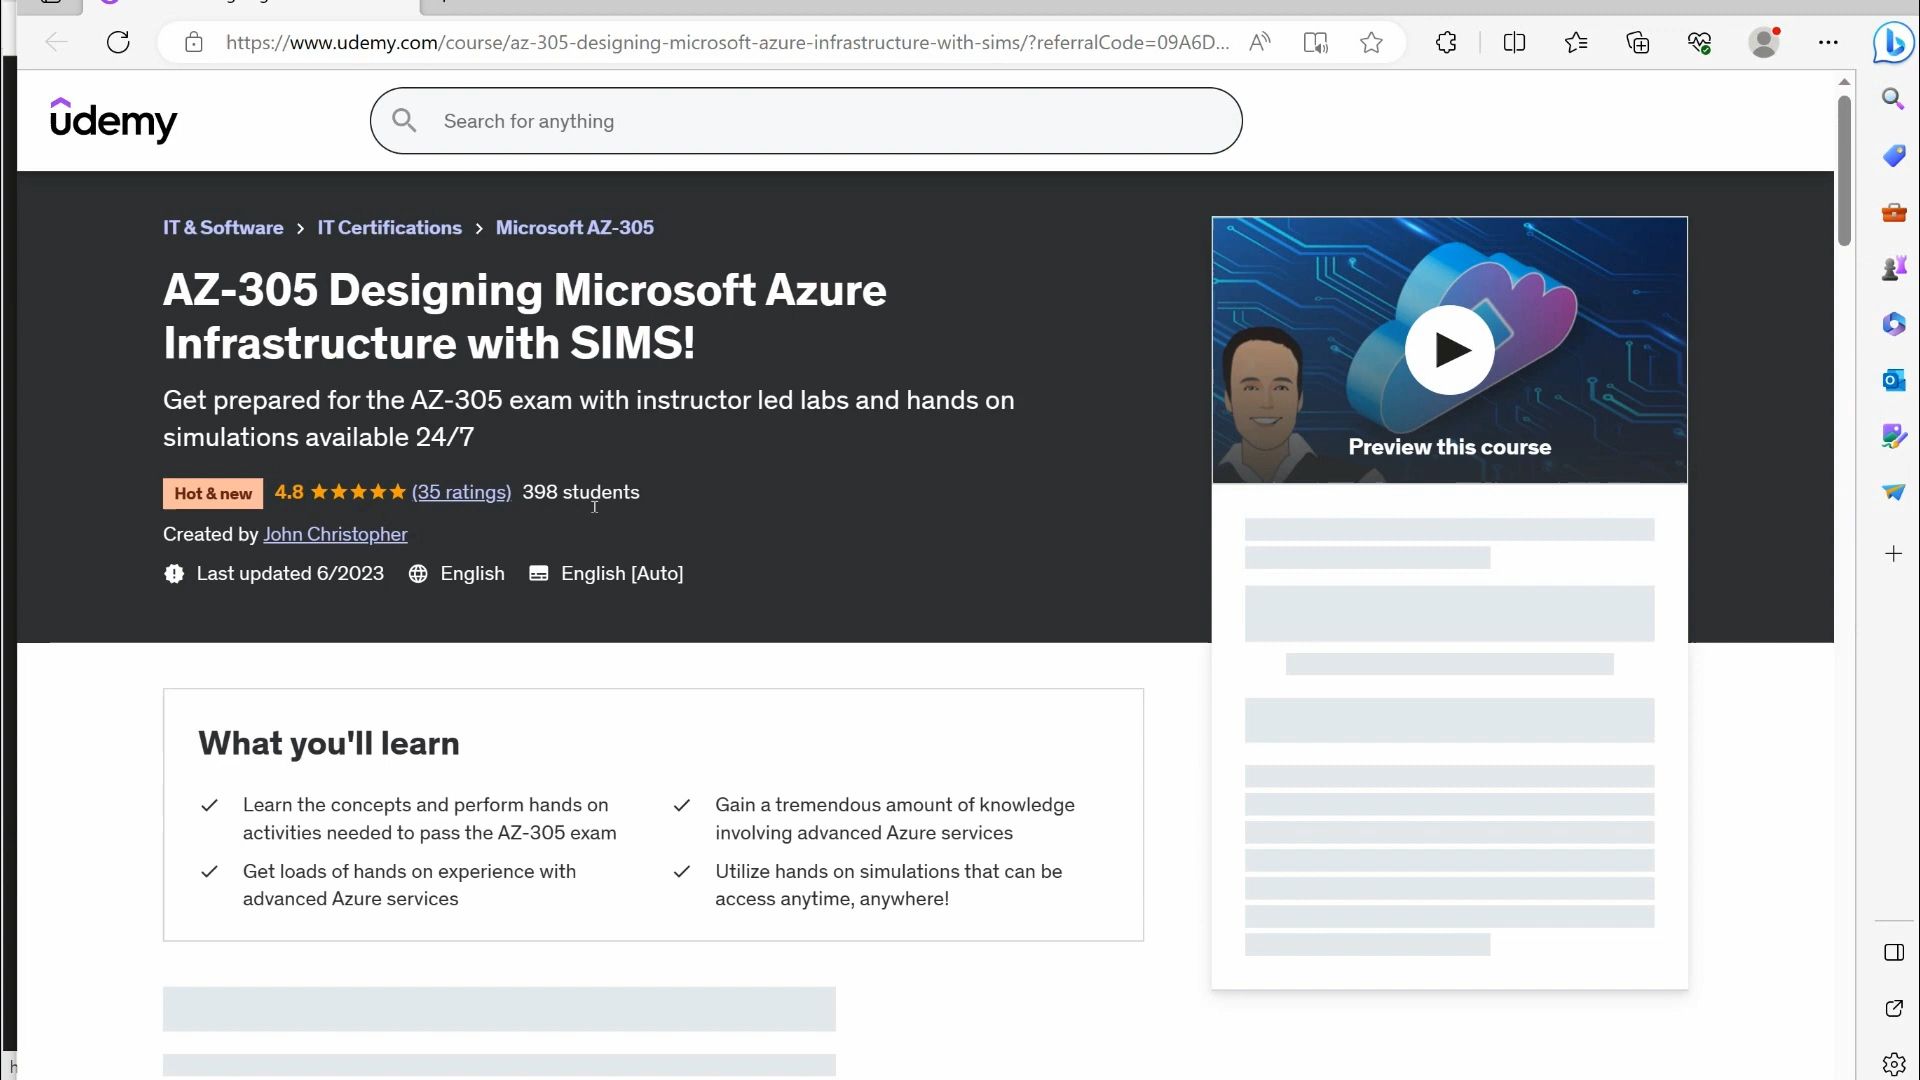 https://www.udemy.com/course/az-305-designing-microsoft-azure-infrastructure-with-sims/?referralCode=09A6D...
udemy
Search for anything
IT & Software > IT Certifications > Microsoft AZ-305
AZ-305 Designing Microsoft Azure
Infrastructure with SIMS!
Get prepared for the AZ-305 exam with instructor led labs and hands on
simulations available 24/7
Hot & new 4.8 (35 ratings) 398 students
Created by John Christopher
Last updated 6/2023 English English [Auto]
Preview this course
What you'll learn
Learn the concepts and perform hands on
activities needed to pass the AZ-305 exam
Gain a tremendous amount of knowledge
involving advanced Azure services
Get loads of hands on experience with
advanced Azure services
Utilize hands on simulations that can be
access anytime, anywhere!